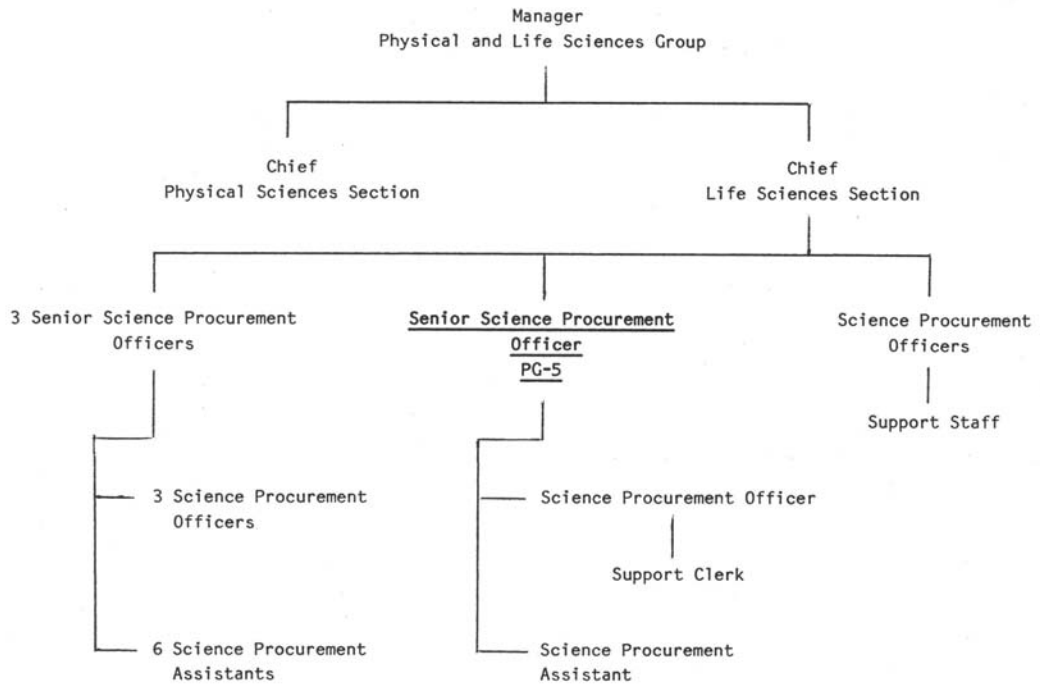 Manager
Physical and Life Sciences Group
Chief
Physical Sciences Section
Chief
Life Sciences Section
3 Senior Science Procurement
Officers
Senior Science Procurement
Officer
PG-5
Science Procurement
Officers
Support Staff
3 Science Procurement
Officers
Science Procurement Officer
Support Clerk
6 Science Procurement
Assistants
Science Procurement
Assistant